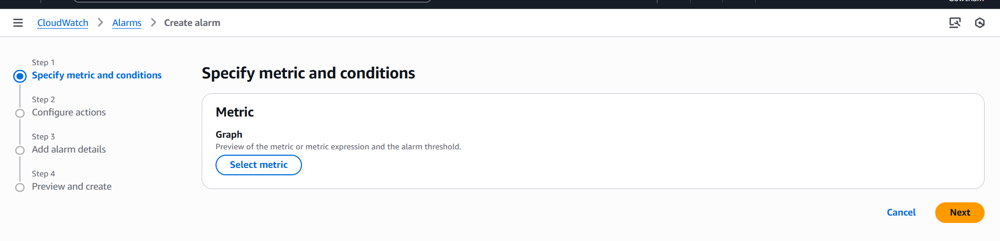 CloudWatch > Alarms > Create alarm
Step 1
Specify metric and conditions
Step 2
Configure actions
Step 3
Add alarm details
Step 4
Preview and create
Specify metric and conditions
Metric
Graph
Preview of the metric or metric expression and the alarm threshold.
Select metric
Cancel Next